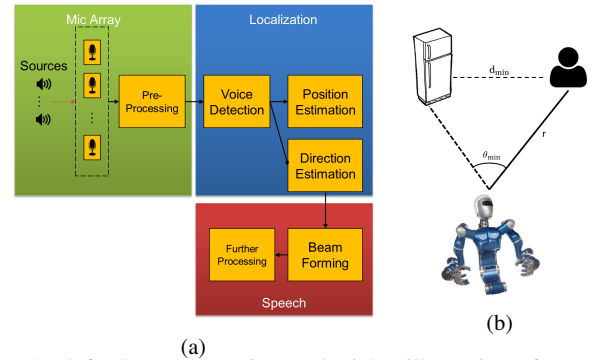 Mic Array
Localization
Sources
Pre-
Processing
Voice
Detection
Position
Estimation
Direction
Estimation
Further
Processing
Beam
Forming
Speech
(a)
d_min
θ_min
r
(b)